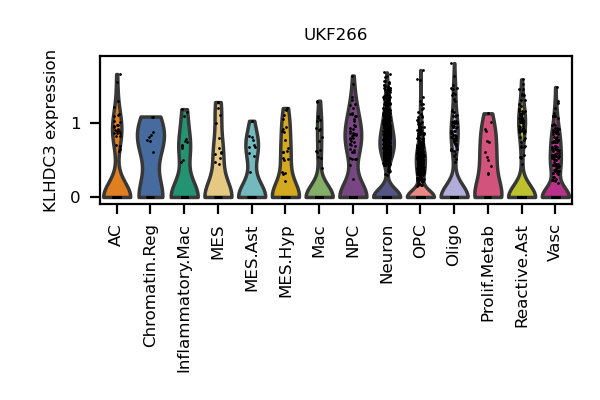 UKF266
KLHDC3 expression
1
0
AC
Chromatin.Reg
Inflammatory.Mac
MES
MES.Ast
MES.Hyp
Mac
NPC
Neuron
OPC
Oligo
Prolif.Metab
Reactive.Ast
Vasc